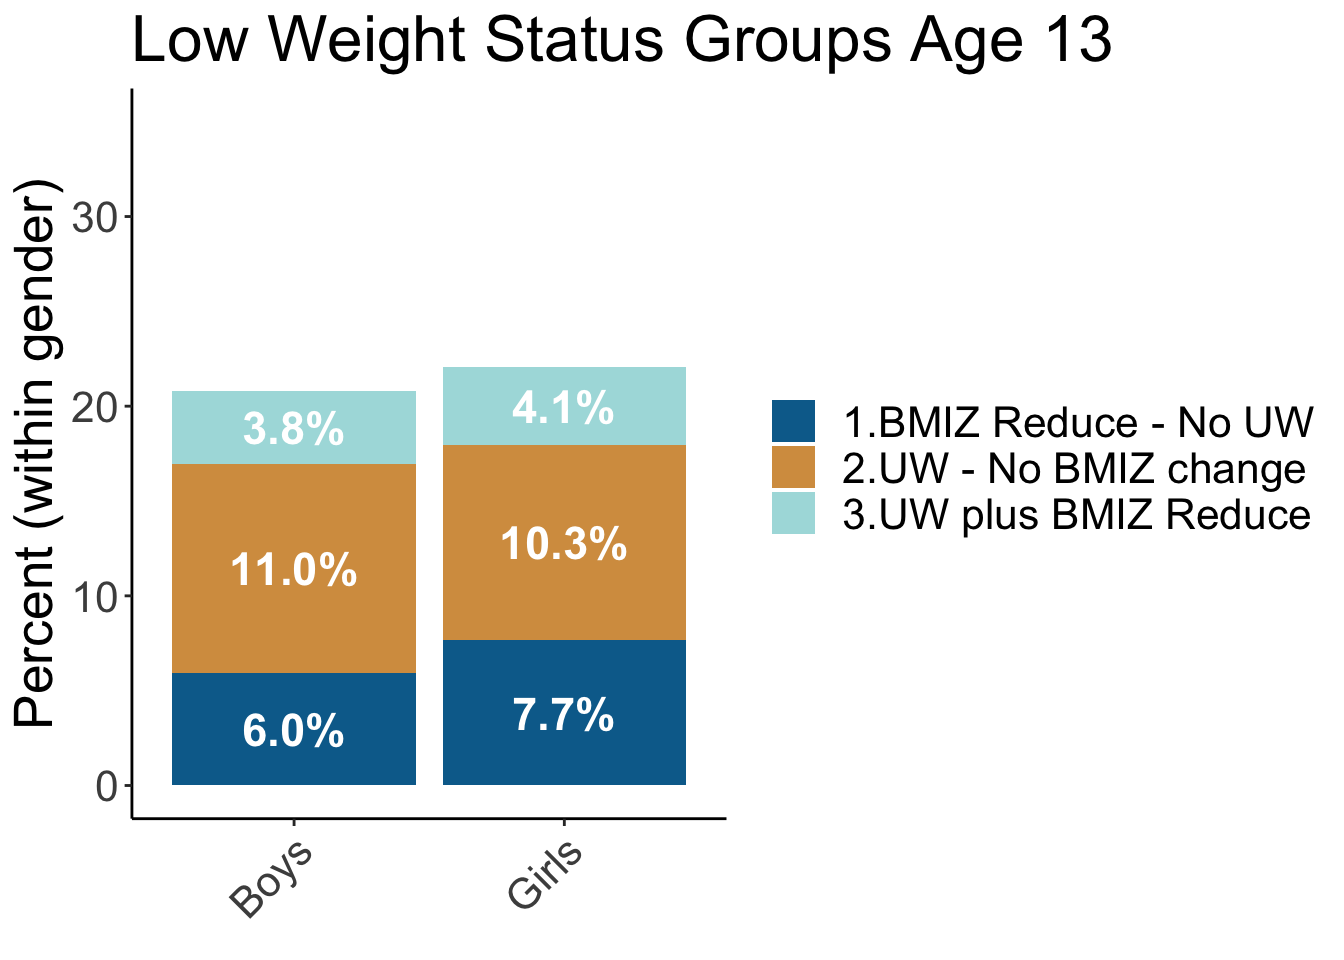 Low Weight Status Groups Age 13
Percent (within gender)
30
20
10
0
3.8%
11.0%
6.0%
4.1%
10.3%
7.7%
Boys
Girls
1.BMIZ Reduce - No UW
2.UW - No BMIZ change
3.UW plus BMIZ Reduce